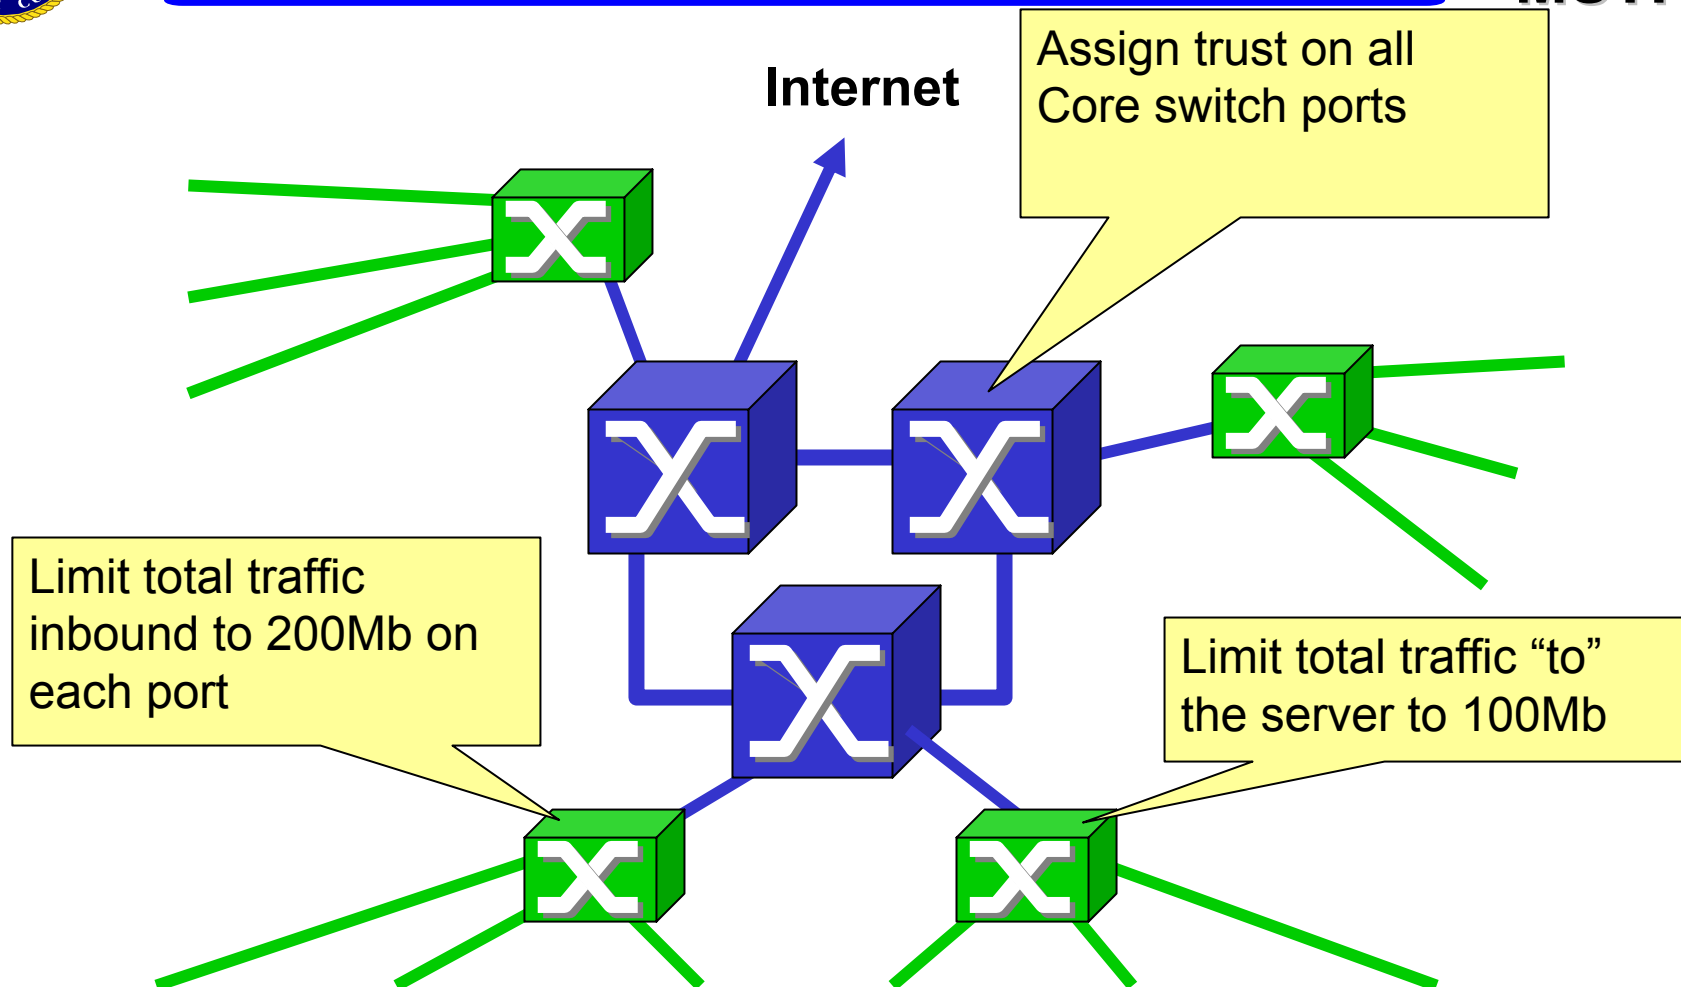 Internet
Assign trust on all
Core switch ports
Limit total traffic
inbound to 200Mb on
each port
Limit total traffic “to”
the server to 100Mb